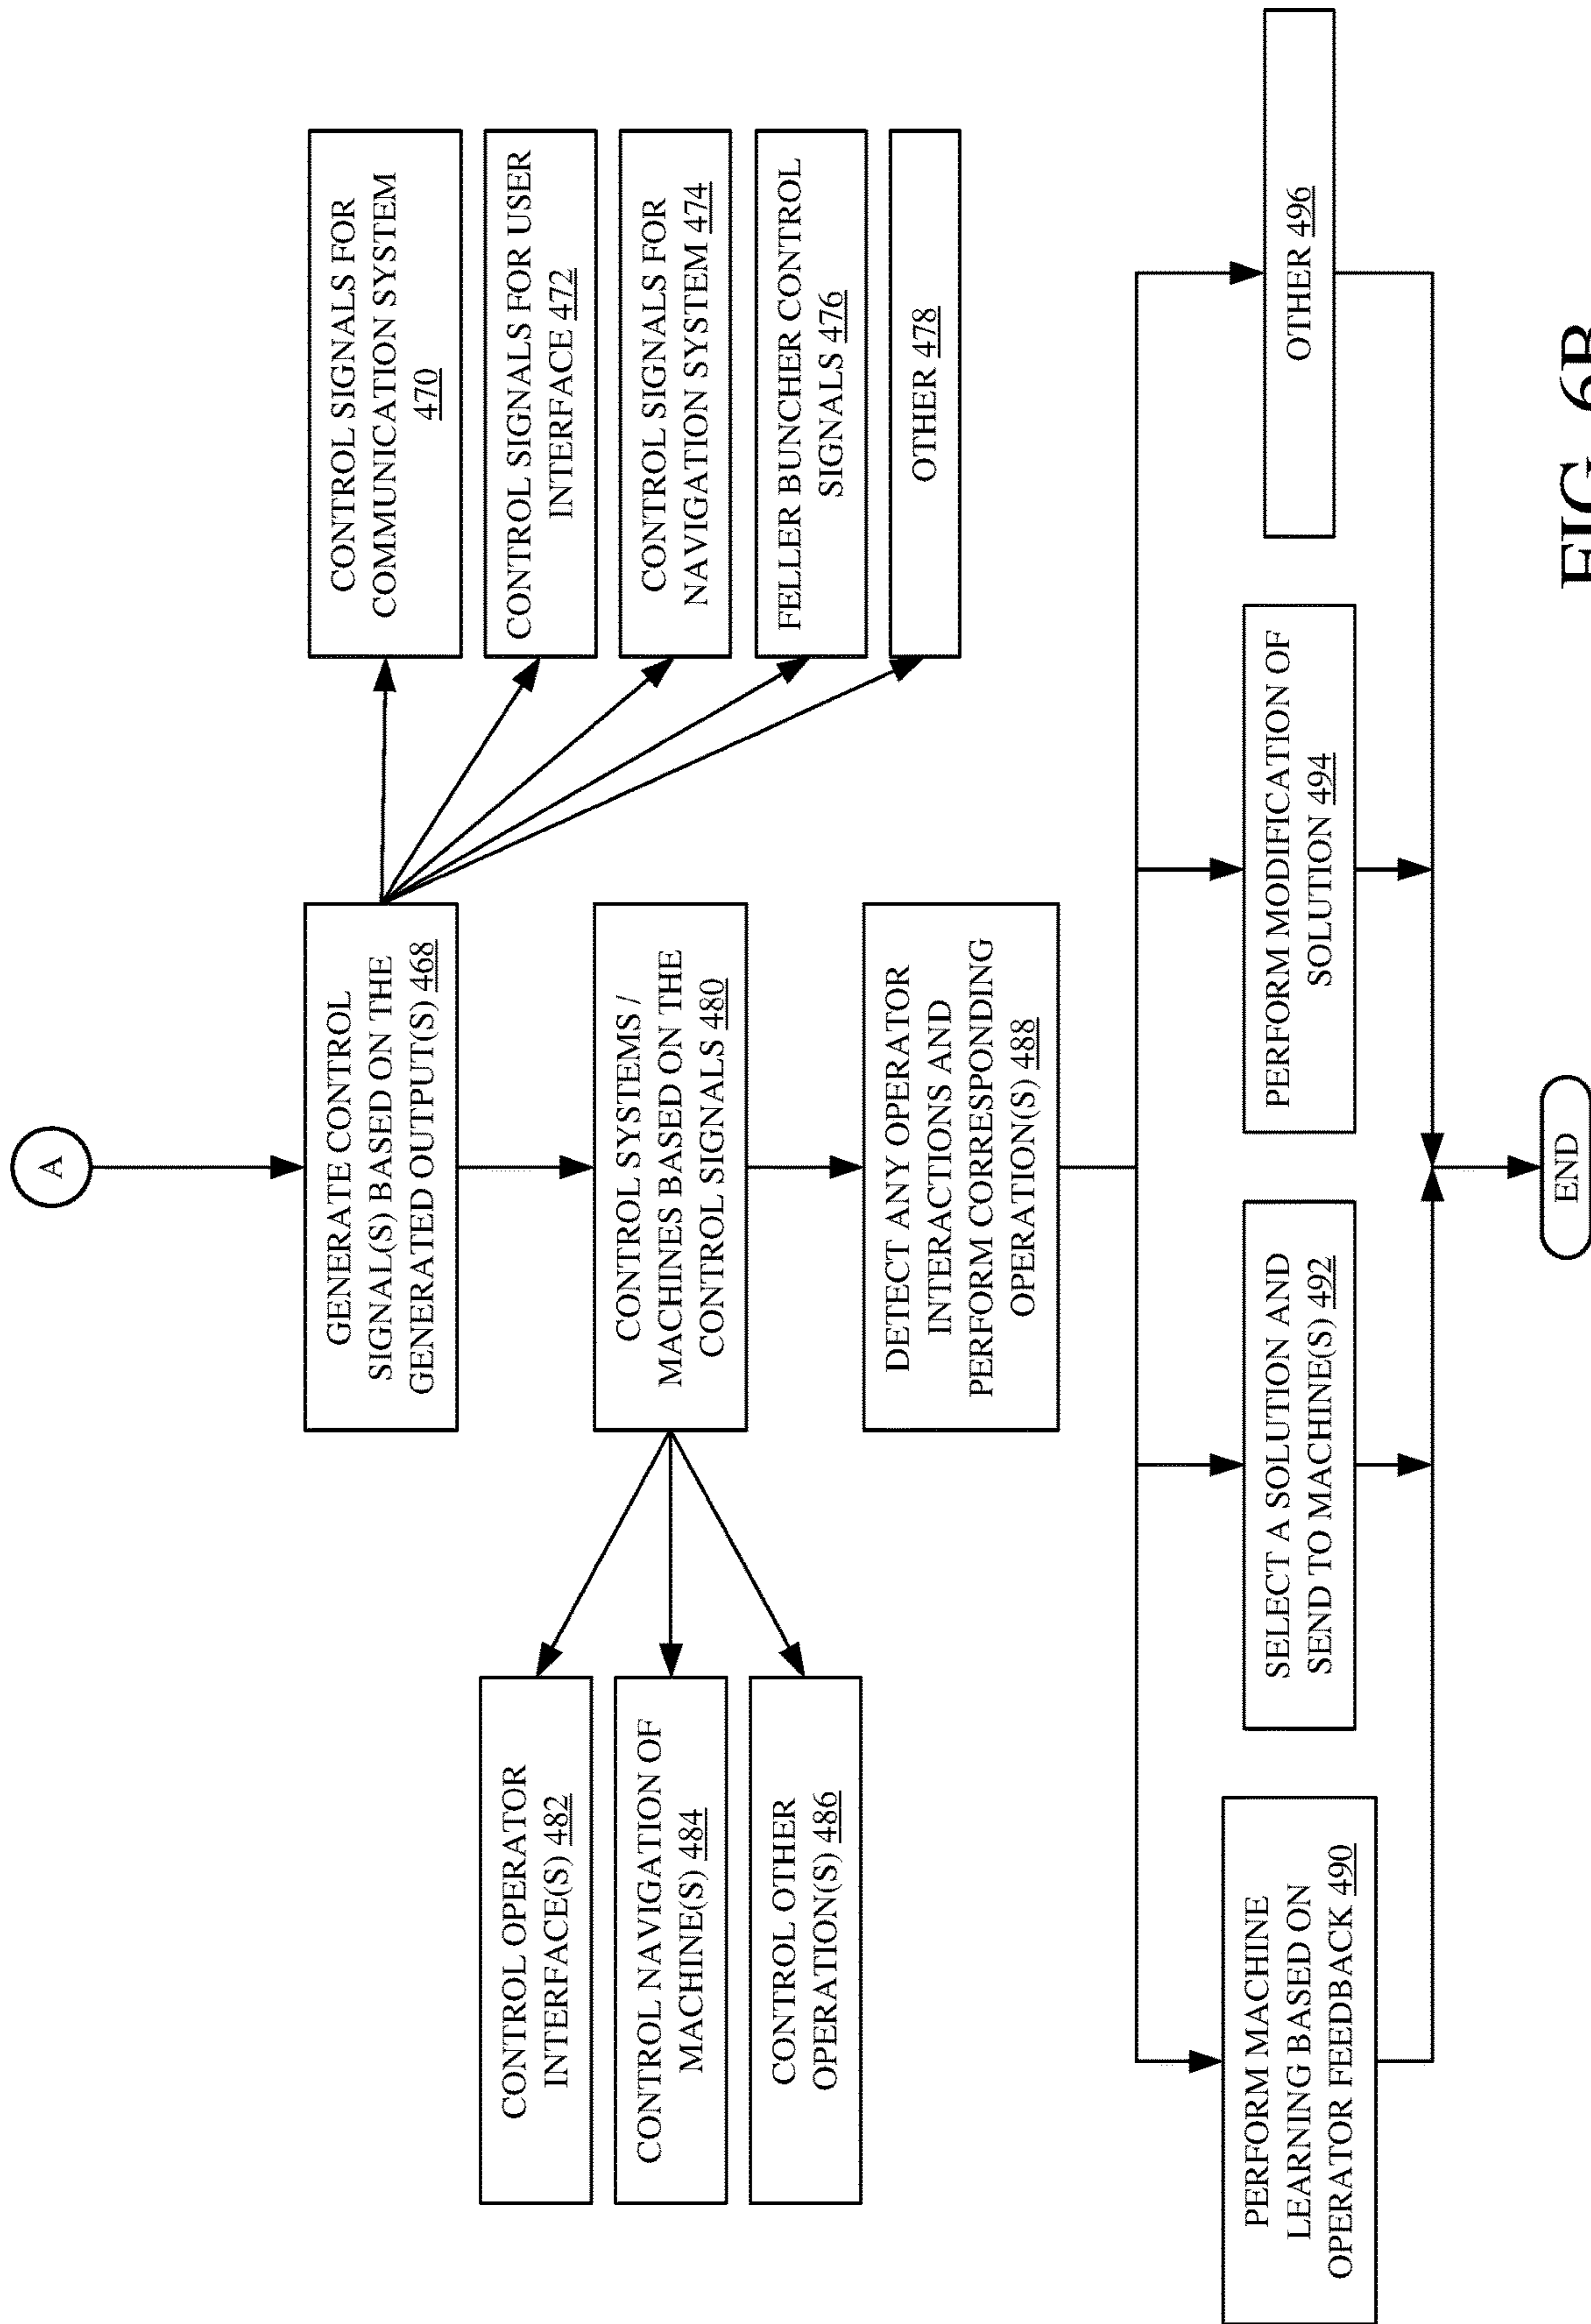 A
GENERATE CONTROL
SIGNAL(S) BASED ON THE
GENERATED OUTPUT(S) 468
CONTROL SIGNALS FOR
COMMUNICATION SYSTEM
470
CONTROL SIGNALS FOR USER
INTERFACE 472
CONTROL SIGNALS FOR
NAVIGATION SYSTEM 474
FELLER BUNCHER CONTROL
SIGNALS 476
OTHER 478
CONTROL SYSTEMS /
MACHINES BASED ON THE
CONTROL SIGNALS 480
CONTROL OPERATOR
INTERFACE(S) 482
CONTROL NAVIGATION OF
MACHINE(S) 484
CONTROL OTHER
OPERATION(S) 486
DETECT ANY OPERATOR
INTERACTIONS AND
PERFORM CORRESPONDING
OPERATION(S) 488
PERFORM MACHINE
LEARNING BASED ON
OPERATOR FEEDBACK 490
SELECT A SOLUTION AND
SEND TO MACHINE(S) 492
PERFORM MODIFICATION OF
SOLUTION 494
OTHER 496
END
FIG. 6B